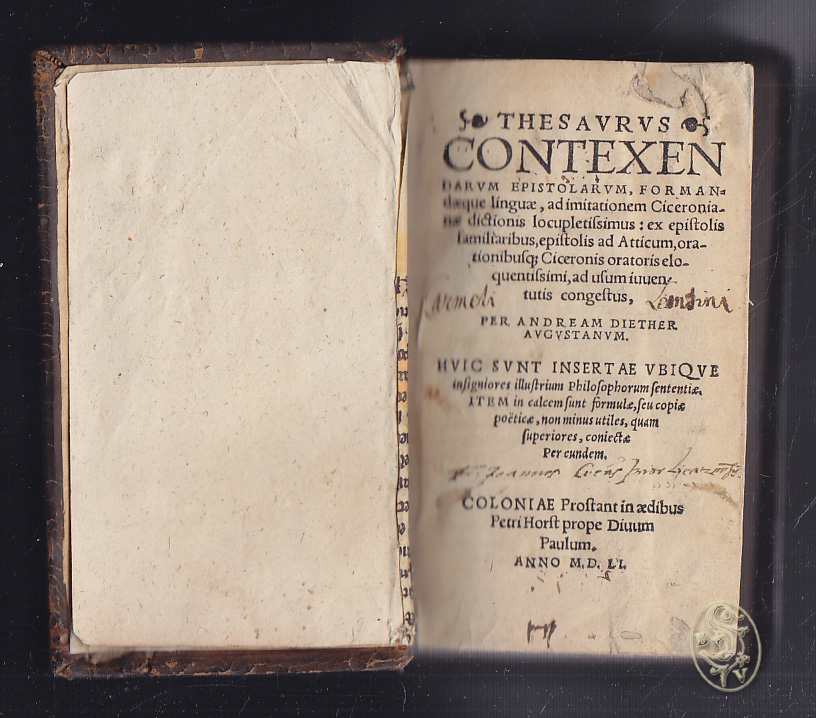 THESAVRVS
CONTEXEN
DARVM EPISTOLARVM, FORMAN-
dæque linguæ, ad imitationem Ciceronia-
næ dictionis locupletissimus: ex epistolis
familiaribus, epistolis ad Atticum, ora-
tionibusq; Ciceronis oratoris elo-
quentissimi, ad usum iuuen
tutis congestus,
PER ANDREAM DIETHER
AVGVSTANVM.
HVIC SVNT INSERTAE VBIQVE
insigniores illustrium Philosophorum sententiæ.
ITEM in calcem sunt formulæ, seu copiæ
poëticæ, non minus utiles, quam
superiores, coniectæ
Per eundem.
Joannes
COLONIAE Prostant in ædibus
Petri Horst prope Diuum
Paulum.
ANNO M.D.LI.